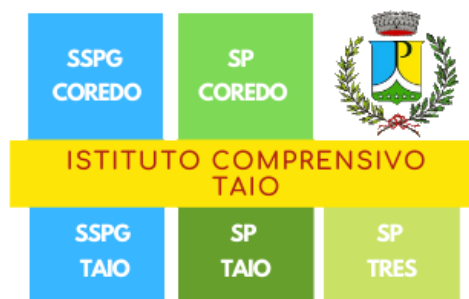 SSPG
COREDO
SP
COREDO
P
ISTITUTO COMPRENSIVO
TAIO
SSPG
TAIO
SP
TAIO
SP
TRES